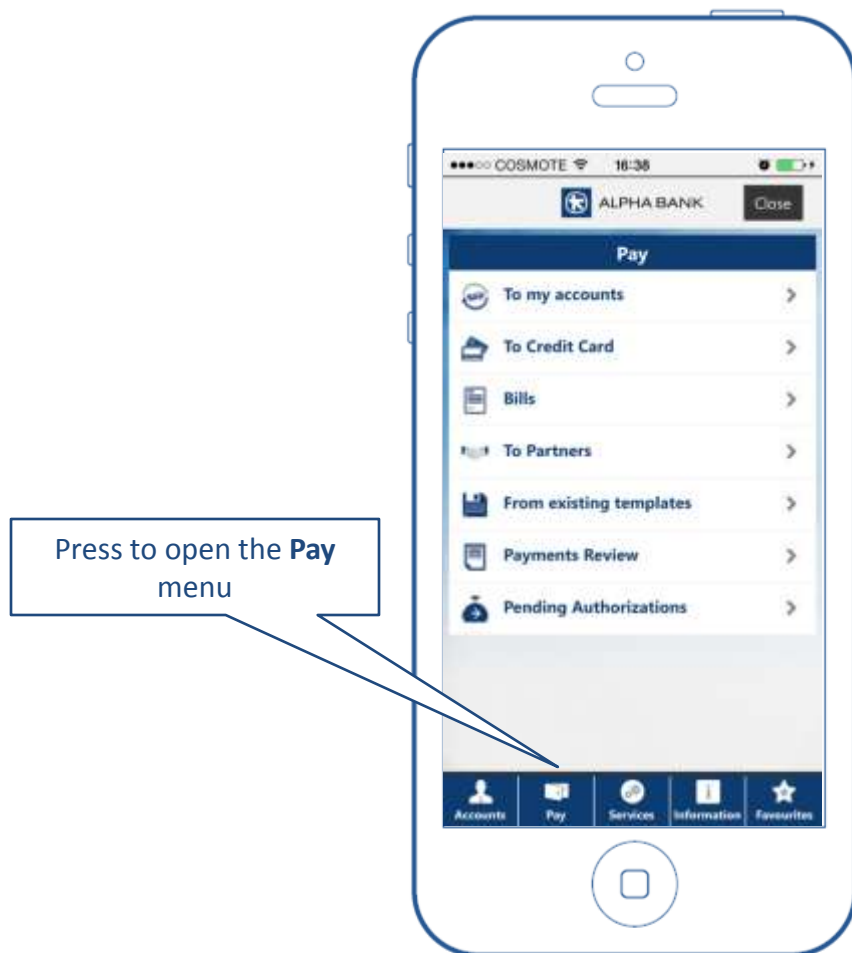 COSMOTE 16:38
ALPHA BANK Close
Pay
To my accounts
To Credit Card
Bills
To Partners
From existing templates
Payments Review
Pending Authorizations
Press to open the Pay
menu
Accounts Pay Services Information Favourites